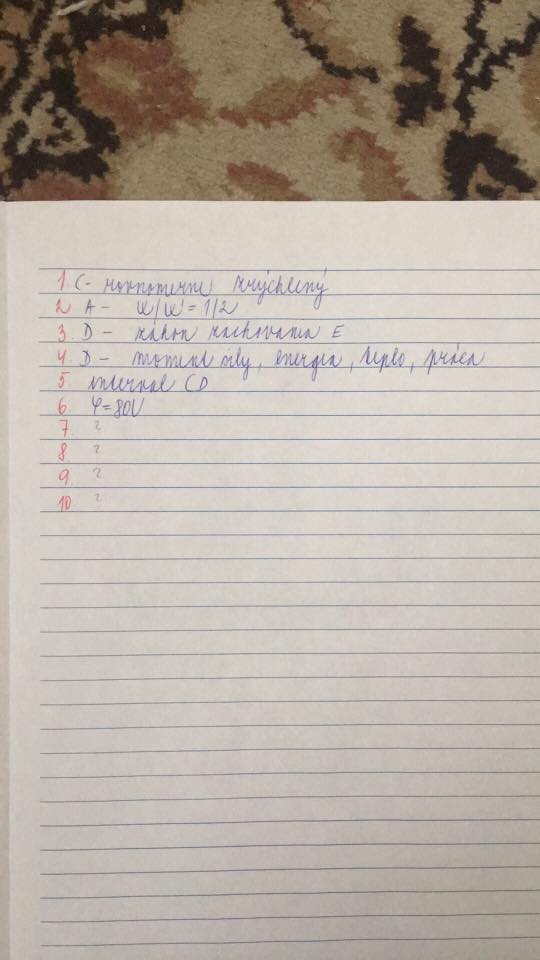 1. C- rovnomerne zrýchlený
2 A - W/W' = 1/2
3. D - zákon zachovania E
4. D - moment sily, energia, teplo, práca
5 interval CD
6 φ=80V
7. ?
8 ?
9 ?
10 ?